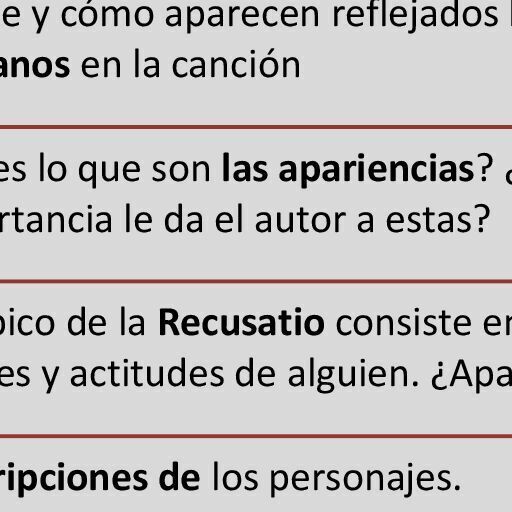 e y cómo aparecen reflejados
anos en la canción
es lo que son las apariencias? ¿
rtancia le da el autor a estas?
pico de la Recusatio consiste en
es y actitudes de alguien. ¿Apa
ripciones de los personajes.